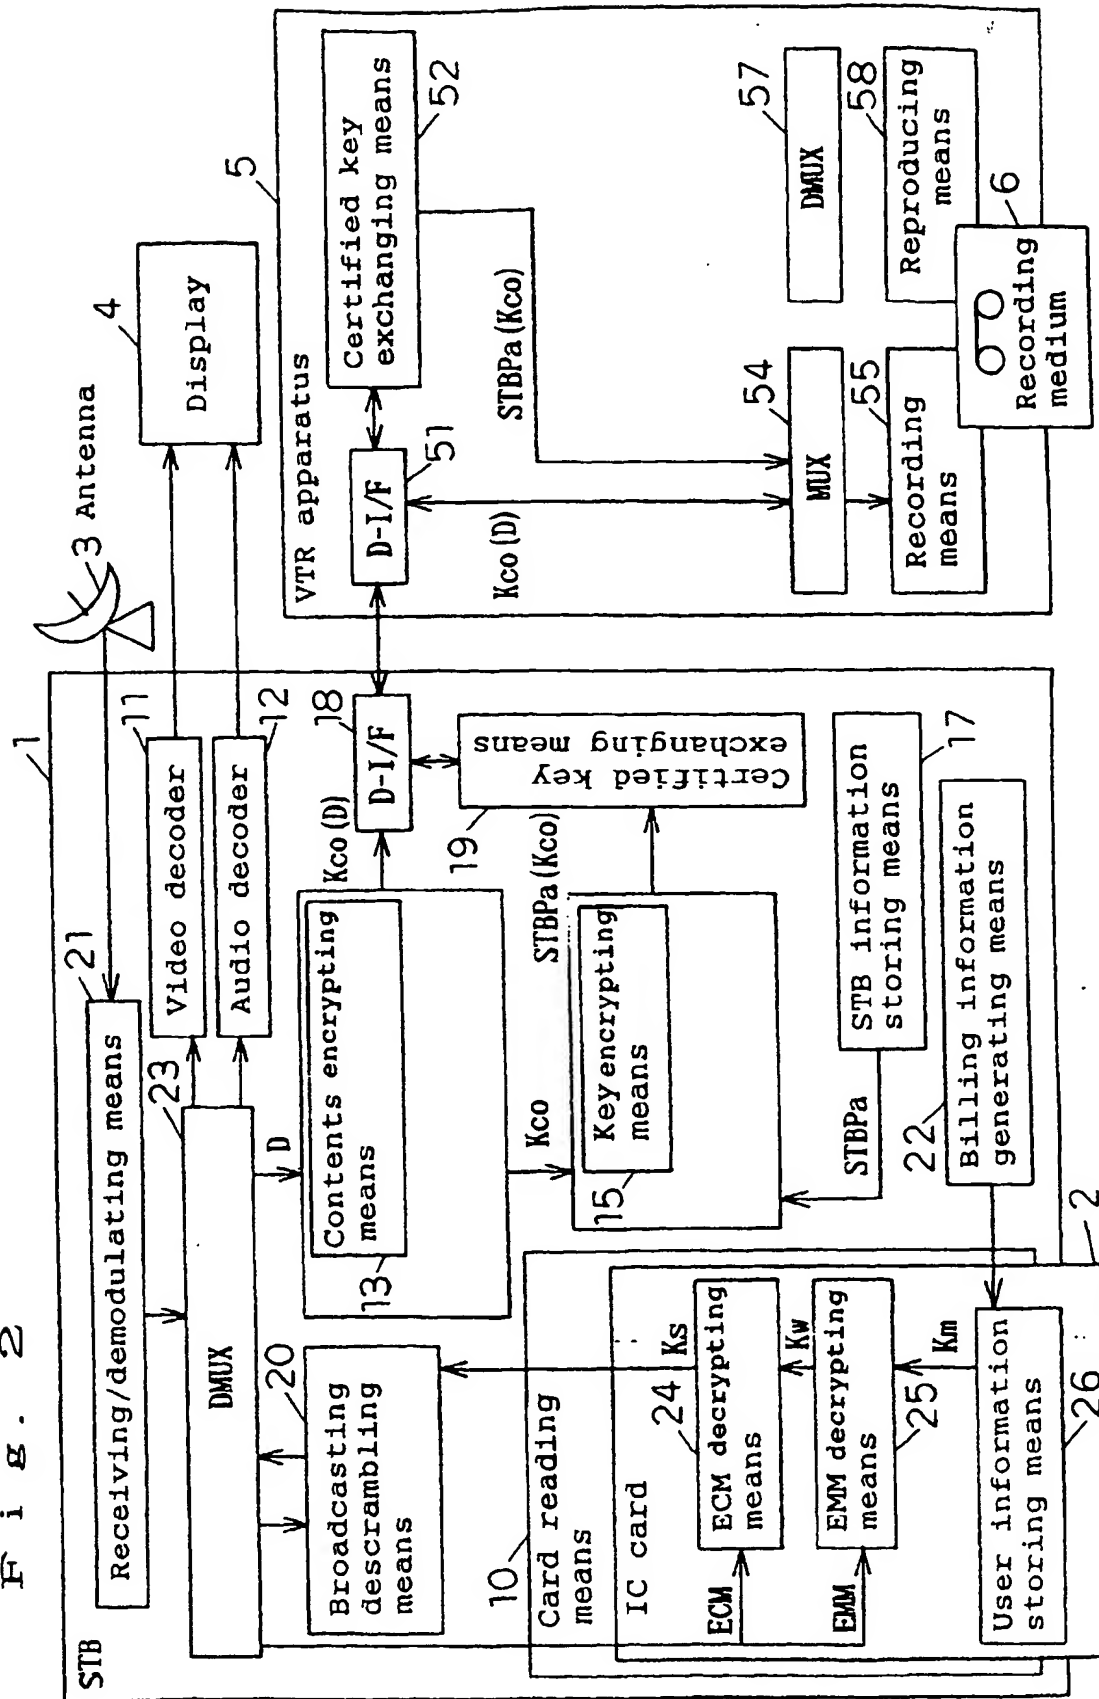 Fig. 2
STB
1
Receiving/demodulating means
21
DMUX
23
Video decoder
11
Audio decoder
12
3 Antenna
Display
4
Broadcasting
descrambling
means
20
D
Contents encrypting
means
13
Kco(D)
D-I/F
18
Certified key
exchanging means
19
Kco
STBPa(Kco)
Key encrypting
means
15
STBPa
STB information
storing means
17
Billing information
generating means
22
10
Card reading
means
IC card
2
ECM
EMM
ECM decrypting
means
24
Ks
Kw
EMM decrypting
means
25
Km
User information
storing means
26
VTR apparatus
5
D-I/F
51
Certified key
exchanging means
52
Kco(D)
STBPa(Kco)
MUX
54
DMUX
57
Recording
means
55
Reproducing
means
58
Recording
medium
6